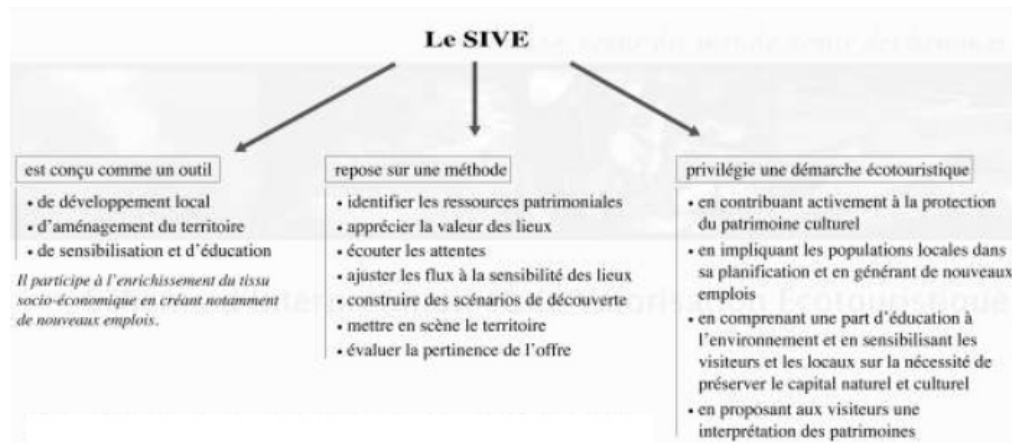 Le SIVE
est conçu comme un outil
• de développement local
• d'aménagement du territoire
• de sensibilisation et d'éducation
Il participe à l'enrichissement du tissu
socio-économique en créant notamment
de nouveaux emplois.
repose sur une méthode
• identifier les ressources patrimoniales
• apprécier la valeur des lieux
• écouter les attentes
• ajuster les flux à la sensibilité des lieux
• construire des scénarios de découverte
• mettre en scène le territoire
• évaluer la pertinence de l'offre
privilégie une démarche écotouristique
• en contribuant activement à la protection
du patrimoine culturel
• en impliquant les populations locales dans
sa planification et en générant de nouveaux
emplois
• en comprenant une part d'éducation à
l'environnement et en sensibilisant les
visiteurs et les locaux sur la nécessité de
préserver le capital naturel et culturel
• en proposant aux visiteurs une
interprétation des patrimoines